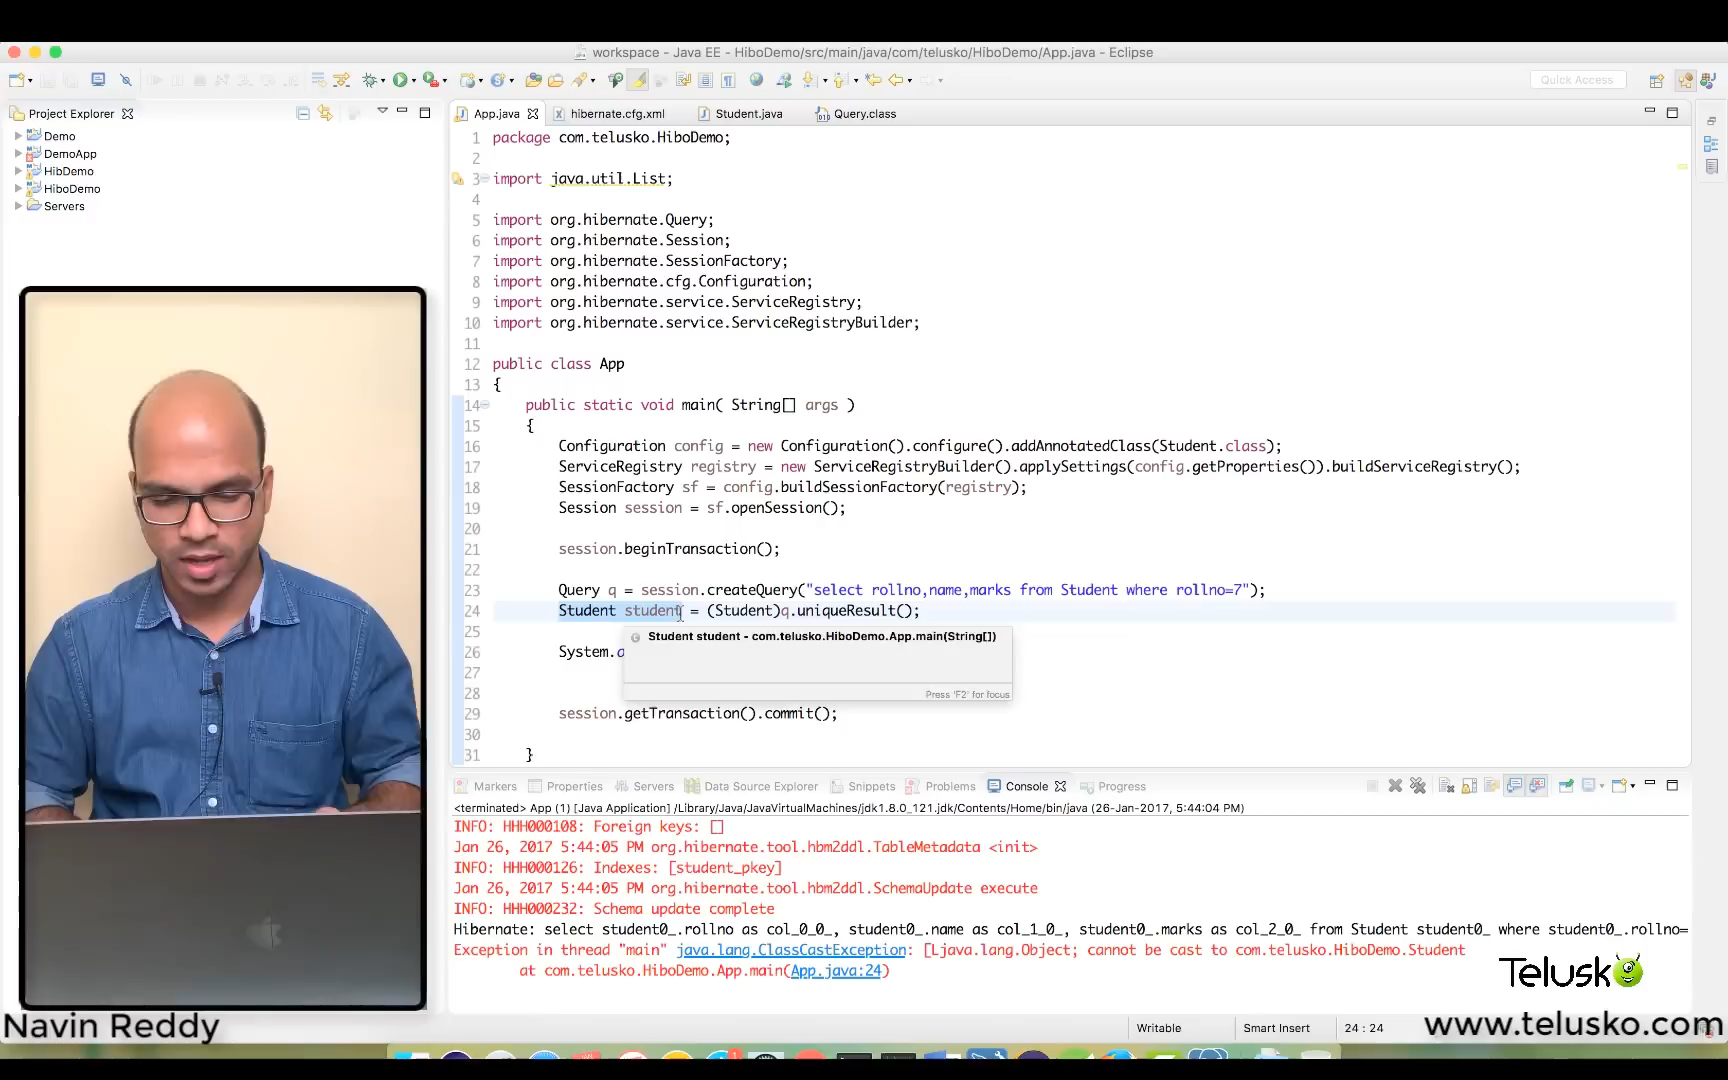 workspace - Java EE - HiboDemo/src/main/java/com/telusko/HiboDemo/App.java - Eclipse
Quick Access
Project Explorer
Demo
DemoApp
HibDemo
HiboDemo
Servers
App.java
hibernate.cfg.xml
Student.java
Query.class
1 package com.telusko.HiboDemo;
2
3 import java.util.List;
4
5 import org.hibernate.Query;
6 import org.hibernate.Session;
7 import org.hibernate.SessionFactory;
8 import org.hibernate.cfg.Configuration;
9 import org.hibernate.service.ServiceRegistry;
10 import org.hibernate.service.ServiceRegistryBuilder;
11
12 public class App
13 {
14 public static void main( String[] args )
15 {
16 Configuration config = new Configuration().configure().addAnnotatedClass(Student.class);
17 ServiceRegistry registry = new ServiceRegistryBuilder().applySettings(config.getProperties()).buildServiceRegistry();
18 SessionFactory sf = config.buildSessionFactory(registry);
19 Session session = sf.openSession();
20
21 session.beginTransaction();
22
23 Query q = session.createQuery("select rollno,name,marks from Student where rollno=7");
24 Student student = (Student)q.uniqueResult();
25
Student student - com.telusko.HiboDemo.App.main(String[])
26 System.o
27
28
Press 'F2' for focus
29 session.getTransaction().commit();
30
31 }
Markers
Properties
Servers
Data Source Explorer
Snippets
Problems
Console
Progress
<terminated> App (1) [Java Application] /Library/Java/JavaVirtualMachines/jdk1.8.0_121.jdk/Contents/Home/bin/java (26-Jan-2017, 5:44:04 PM)
INFO: HHH000108: Foreign keys: []
Jan 26, 2017 5:44:05 PM org.hibernate.tool.hbm2ddl.TableMetadata <init>
INFO: HHH000126: Indexes: [student_pkey]
Jan 26, 2017 5:44:05 PM org.hibernate.tool.hbm2ddl.SchemaUpdate execute
INFO: HHH000232: Schema update complete
Hibernate: select student0_.rollno as col_0_0_, student0_.name as col_1_0_, student0_.marks as col_2_0_ from Student student0_ where student0_.rollno=
Exception in thread "main" java.lang.ClassCastException: [Ljava.lang.Object; cannot be cast to com.telusko.HiboDemo.Student
at com.telusko.HiboDemo.App.main(App.java:24)
Telusko
Navin Reddy
Writable
Smart Insert
24 : 24
www.telusko.com